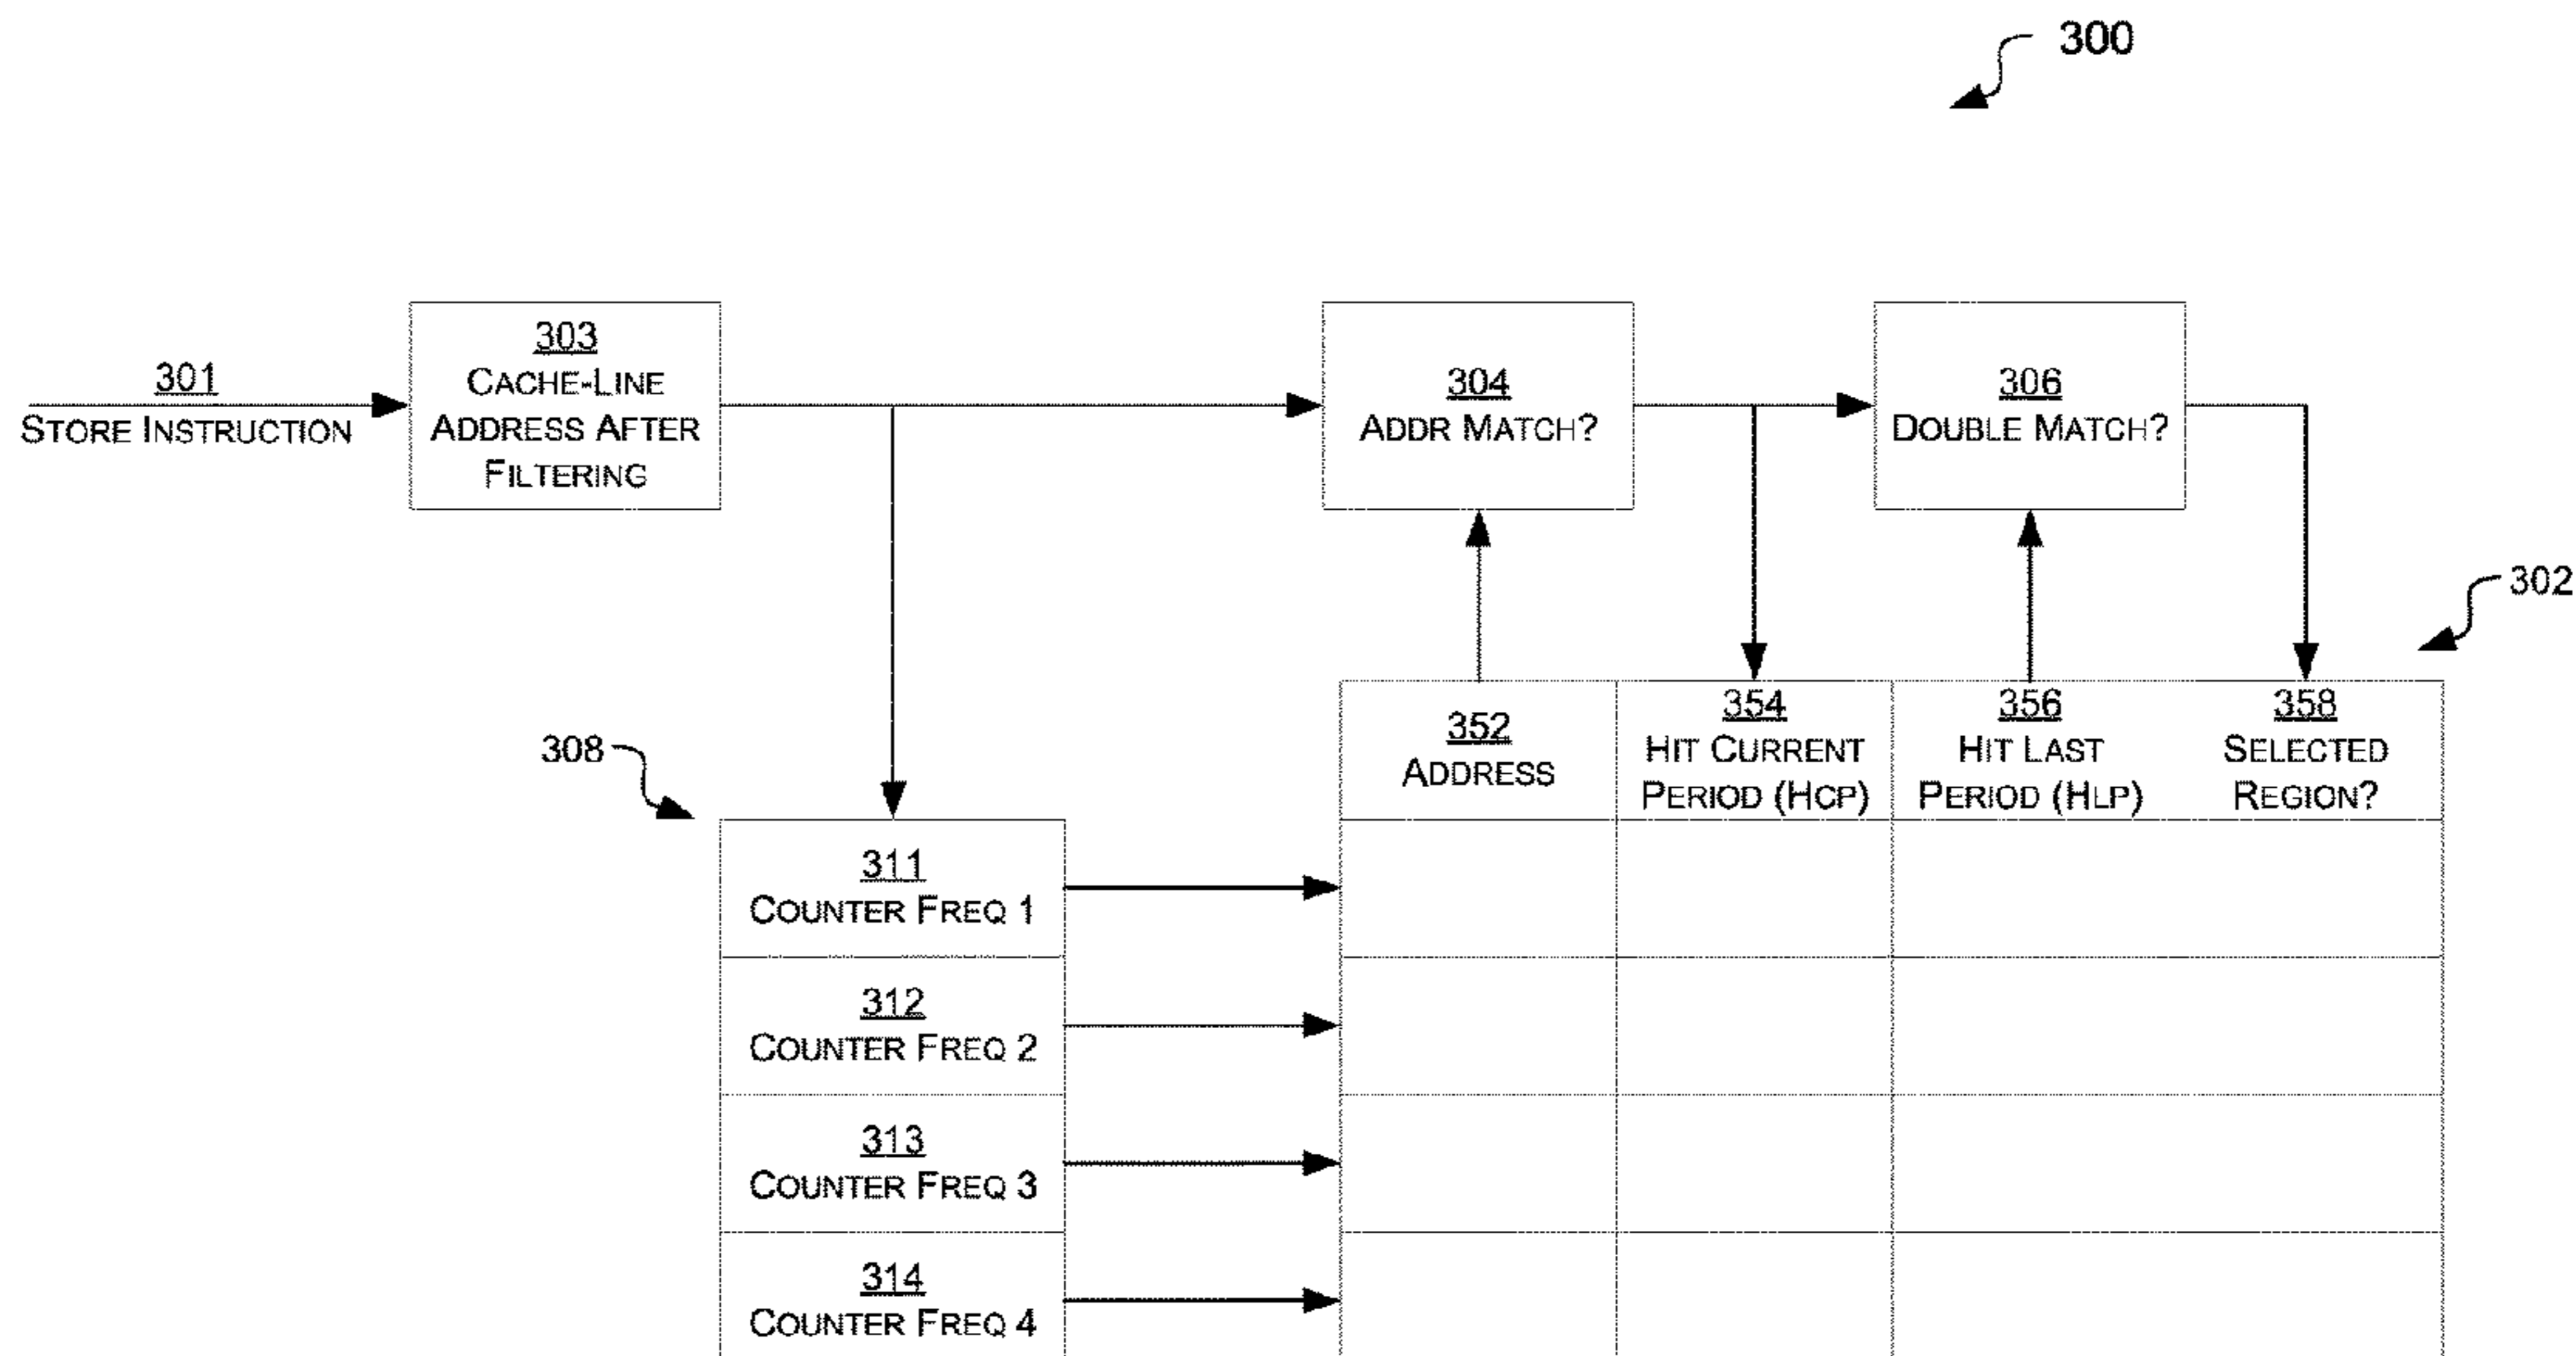 300
303
CACHE-LINE
ADDRESS AFTER
FILTERING
301
STORE INSTRUCTION
304
ADDR MATCH?
306
DOUBLE MATCH?
302
308
352
ADDRESS
354
HIT CURRENT
PERIOD (HCP)
356
HIT LAST
PERIOD (HLP)
358
SELECTED
REGION?
311
COUNTER FREQ 1
312
COUNTER FREQ 2
313
COUNTER FREQ 3
314
COUNTER FREQ 4